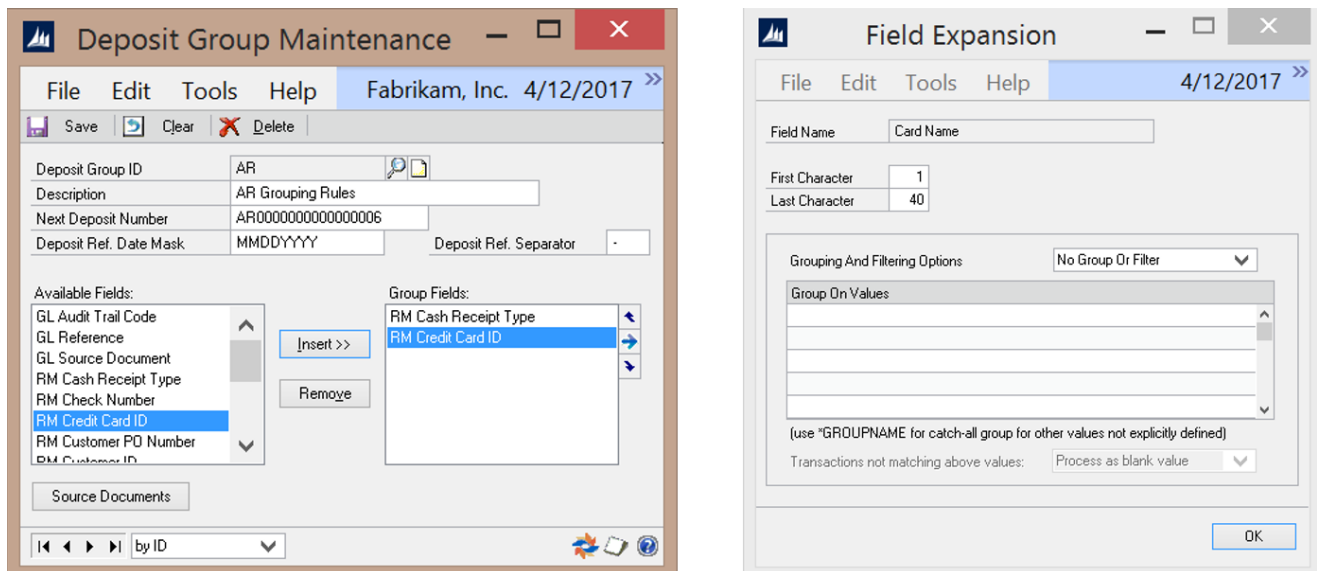 Deposit Group Maintenance
File Edit Tools Help Fabrikam, Inc. 4/12/2017
Save Clear Delete
Deposit Group ID AR
Description AR Grouping Rules
Next Deposit Number AR0000000000000006
Deposit Ref. Date Mask MMDDYYYY Deposit Ref. Separator -
Available Fields: Group Fields:
GL Audit Trail Code RM Cash Receipt Type
GL Reference RM Credit Card ID
GL Source Document
RM Cash Receipt Type
RM Check Number
RM Credit Card ID
RM Customer PO Number
RM Customer ID
Insert >>
Remove
Source Documents
by ID
Field Expansion
File Edit Tools Help 4/12/2017
Field Name Card Name
First Character 1
Last Character 40
Grouping And Filtering Options No Group Or Filter
Group On Values
(use *GROUPNAME for catch-all group for other values not explicitly defined)
Transactions not matching above values: Process as blank value
OK